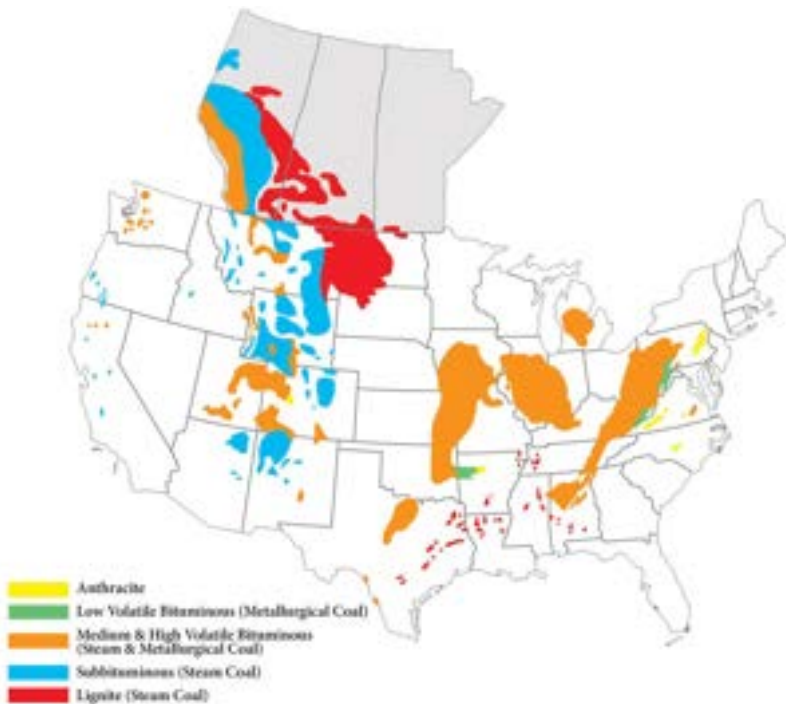 Anthracite
Low Volatile Bituminous (Metallurgical Coal)
Medium & High Volatile Bituminous
(Steam & Metallurgical Coal)
Subbituminous (Steam Coal)
Lignite (Steam Coal)